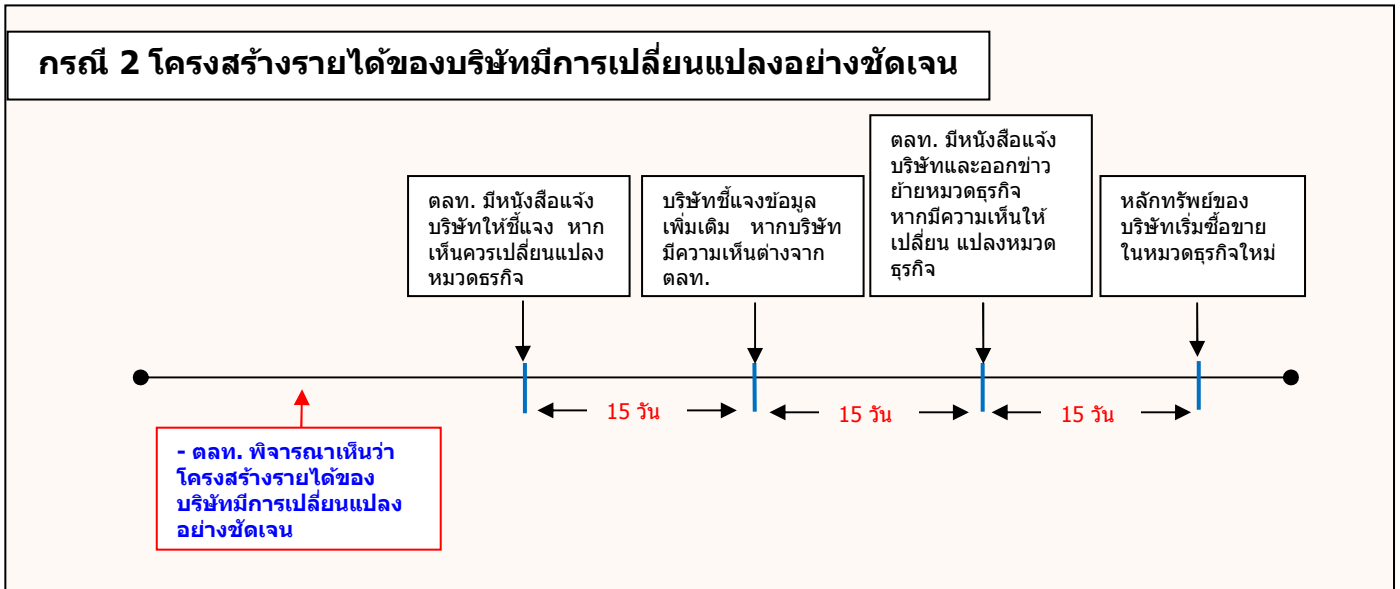 กรณี 2 โครงสร้างรายได้ของบริษัทมีการเปลี่ยนแปลงอย่างชัดเจน
ตลท. มีหนังสือแจ้ง
บริษัทให้ชี้แจง หาก
เห็นควรเปลี่ยนแปลง
หมวดธุรกิจ
บริษัทชี้แจงข้อมูล
เพิ่มเติม หากบริษัท
มีความเห็นต่างจาก
ตลท.
ตลท. มีหนังสือแจ้ง
บริษัทและออกข่าว
ย้ายหมวดธุรกิจ
หากมีความเห็นให้
เปลี่ยน แปลงหมวด
ธุรกิจ
หลักทรัพย์ของ
บริษัทเริ่มซื้อขาย
ในหมวดธุรกิจใหม่
15 วัน
15 วัน
15 วัน
- ตลท. พิจารณาเห็นว่า
โครงสร้างรายได้ของ
บริษัทมีการเปลี่ยนแปลง
อย่างชัดเจน